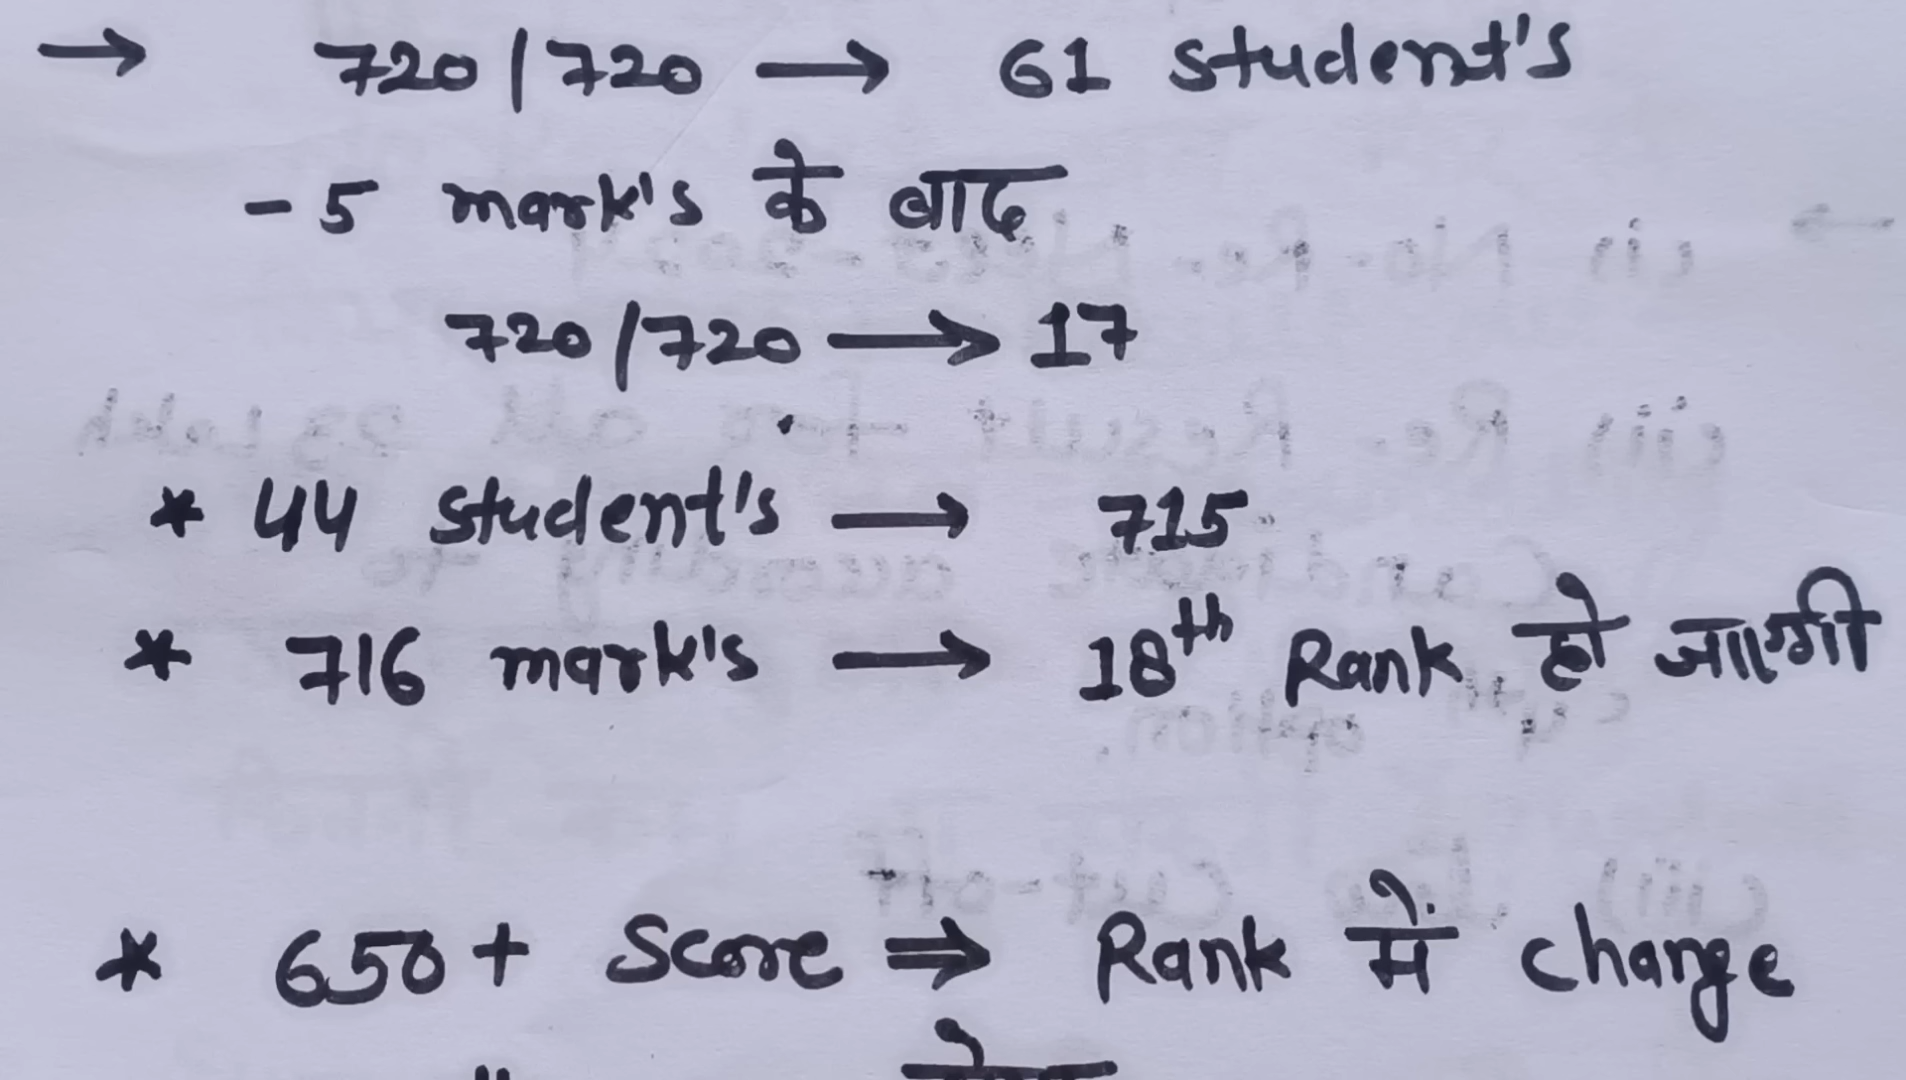 → 720/720 → 61 student's
-5 mark's के बाद
720/720 → 17
* 44 student's → 715
* 716 mark's → 18th Rank हो जाएगी
* 650+ Score ⇒ Rank में change